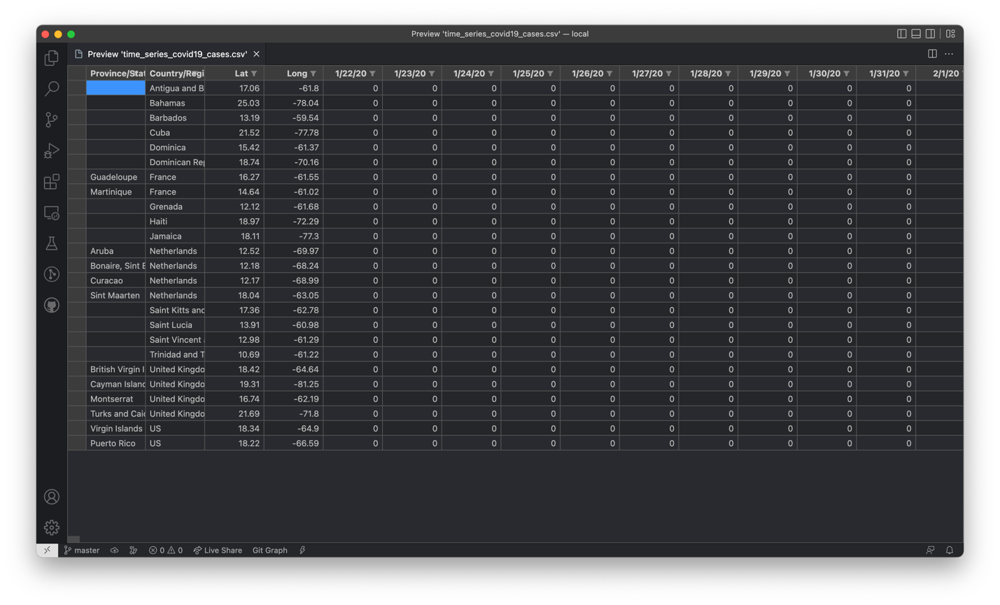 Preview 'time_series_covid19_cases.csv' — local
Preview 'time_series_covid19_cases.csv'
Province/Stat Country/Regi Lat Long 1/22/20 1/23/20 1/24/20 1/25/20 1/26/20 1/27/20 1/28/20 1/29/20 1/30/20 1/31/20 2/1/20
Antigua and B 17.06 -61.8 0 0 0 0 0 0 0 0 0 0
Bahamas 25.03 -78.04 0 0 0 0 0 0 0 0 0 0
Barbados 13.19 -59.54 0 0 0 0 0 0 0 0 0 0
Cuba 21.52 -77.78 0 0 0 0 0 0 0 0 0 0
Dominica 15.42 -61.37 0 0 0 0 0 0 0 0 0 0
Dominican Rep 18.74 -70.16 0 0 0 0 0 0 0 0 0 0
Guadeloupe France 16.27 -61.55 0 0 0 0 0 0 0 0 0 0
Martinique France 14.64 -61.02 0 0 0 0 0 0 0 0 0 0
Grenada 12.12 -61.68 0 0 0 0 0 0 0 0 0 0
Haiti 18.97 -72.29 0 0 0 0 0 0 0 0 0 0
Jamaica 18.11 -77.3 0 0 0 0 0 0 0 0 0 0
Aruba Netherlands 12.52 -69.97 0 0 0 0 0 0 0 0 0 0
Bonaire, Sint E Netherlands 12.18 -68.24 0 0 0 0 0 0 0 0 0 0
Curacao Netherlands 12.17 -68.99 0 0 0 0 0 0 0 0 0 0
Sint Maarten Netherlands 18.04 -63.05 0 0 0 0 0 0 0 0 0 0
Saint Kitts and 17.36 -62.78 0 0 0 0 0 0 0 0 0 0
Saint Lucia 13.91 -60.98 0 0 0 0 0 0 0 0 0 0
Saint Vincent 12.98 -61.29 0 0 0 0 0 0 0 0 0 0
Trinidad and T 10.69 -61.22 0 0 0 0 0 0 0 0 0 0
British Virgin I United Kingdo 18.42 -64.64 0 0 0 0 0 0 0 0 0 0
Cayman Island United Kingdo 19.31 -81.25 0 0 0 0 0 0 0 0 0 0
Montserrat United Kingdo 16.74 -62.19 0 0 0 0 0 0 0 0 0 0
Turks and Caic United Kingdo 21.69 -71.8 0 0 0 0 0 0 0 0 0 0
Virgin Islands US 18.34 -64.9 0 0 0 0 0 0 0 0 0 0
Puerto Rico US 18.22 -66.59 0 0 0 0 0 0 0 0 0 0
master 0 0 Live Share Git Graph